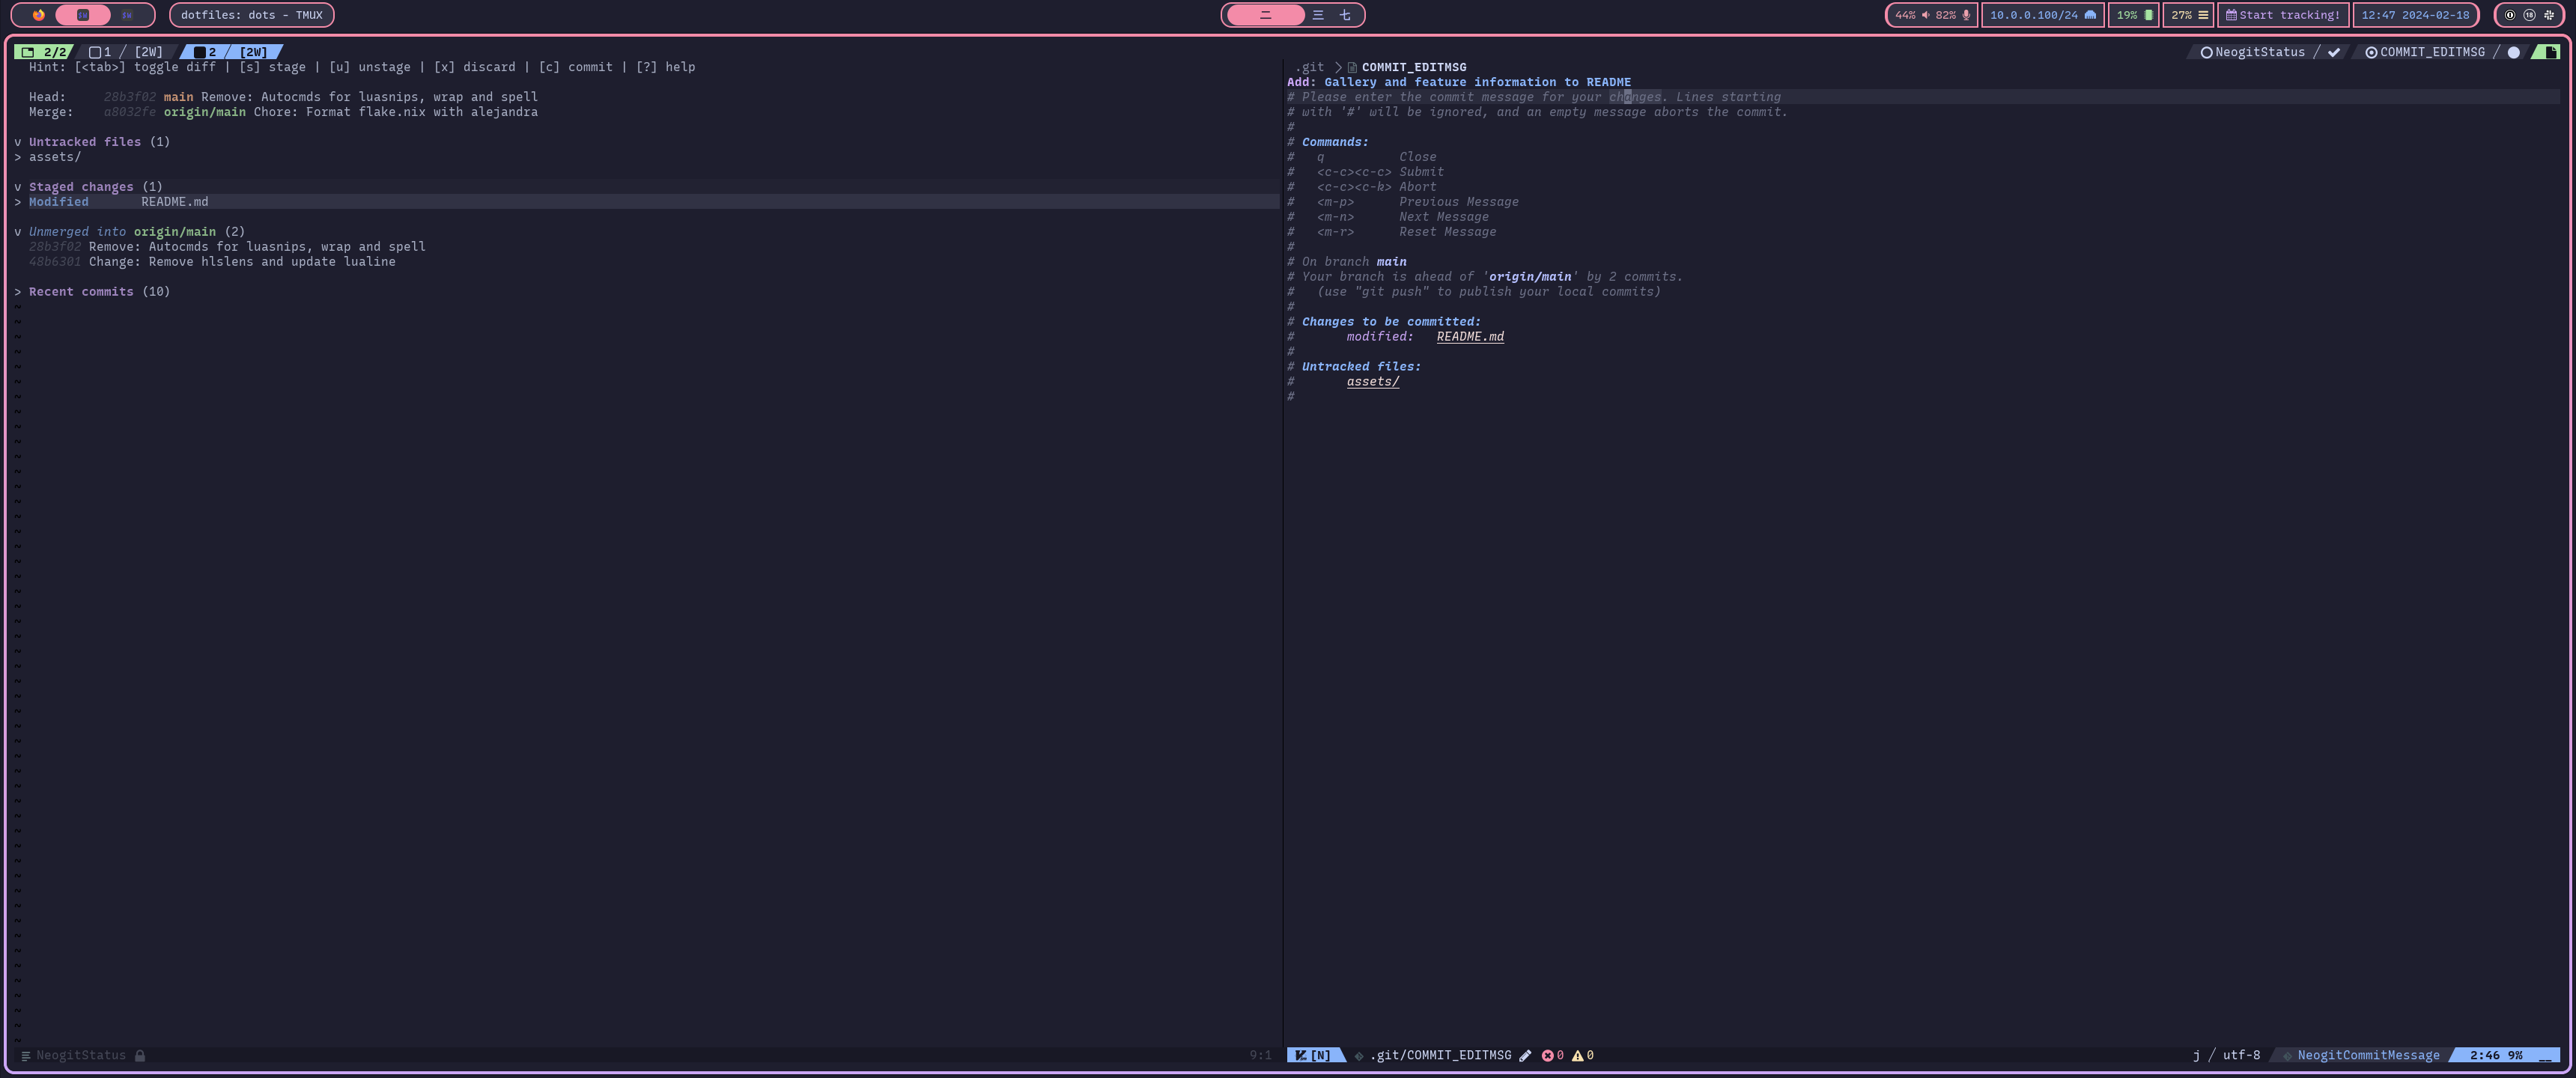 dotfiles: dots - TMUX
二 三 七
44% 82% 10.0.0.100/24 19% 27% Start tracking! 12:47 2024-02-18
2/2 1 / [2W] 2 / [2W]
NeogitStatus / COMMIT_EDITMSG /
Hint: [<tab>] toggle diff | [s] stage | [u] unstage | [x] discard | [c] commit | [?] help
Head: 28b3f02 main Remove: Autocmds for luasnips, wrap and spell
Merge: a8032fe origin/main Chore: Format flake.nix with alejandra
v Untracked files (1)
> assets/
v Staged changes (1)
> Modified README.md
v Unmerged into origin/main (2)
28b3f02 Remove: Autocmds for luasnips, wrap and spell
48b6301 Change: Remove hlslens and update lualine
> Recent commits (10)
NeogitStatus 9:1
.git > COMMIT_EDITMSG
Add: Gallery and feature information to README
# Please enter the commit message for your changes. Lines starting
# with '#' will be ignored, and an empty message aborts the commit.
#
# Commands:
# q Close
# <c-c><c-c> Submit
# <c-c><c-k> Abort
# <m-p> Previous Message
# <m-n> Next Message
# <m-r> Reset Message
#
# On branch main
# Your branch is ahead of 'origin/main' by 2 commits.
# (use "git push" to publish your local commits)
#
# Changes to be committed:
# modified: README.md
#
# Untracked files:
# assets/
#
[N] .git/COMMIT_EDITMSG 0 0
j / utf-8 NeogitCommitMessage 2:46 9% __